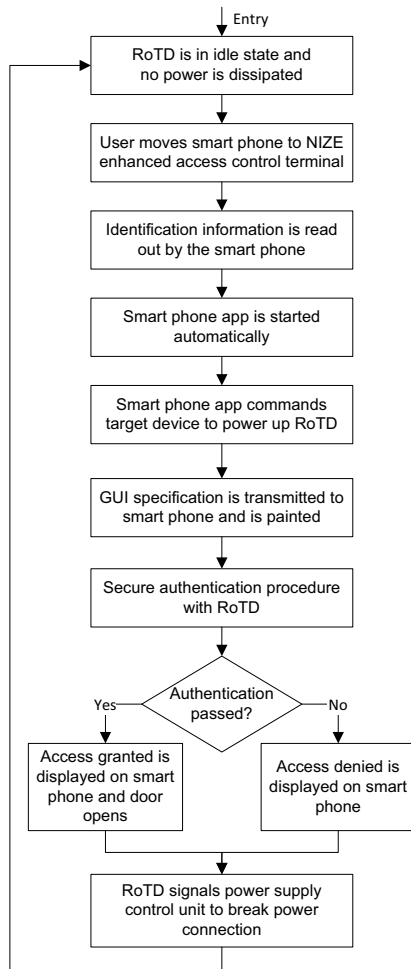 Entry
RoTD is in idle state and
no power is dissipated
User moves smart phone to NIZE
enhanced access control terminal
Identification information is read
out by the smart phone
Smart phone app is started
automatically
Smart phone app commands
target device to power up RoTD
GUI specification is transmitted to
smart phone and is painted
Secure authentication procedure
with RoTD
Authentication
passed?
Yes
No
Access granted is
displayed on smart
phone and door
opens
Access denied is
displayed on smart
phone
RoTD signals power supply
control unit to break power
connection